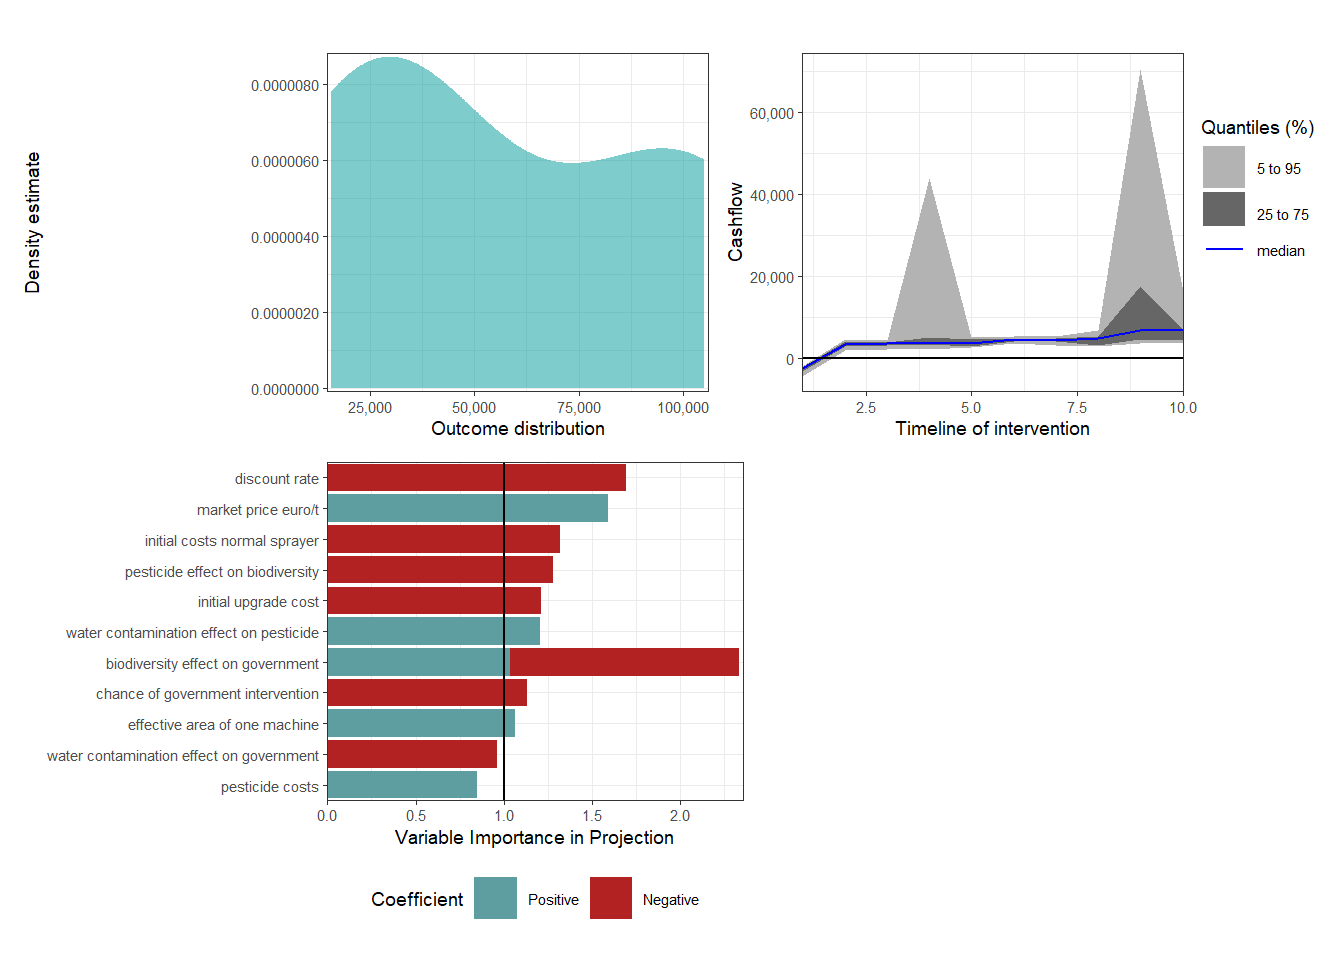 Density estimate
0.0000080
0.0000060
0.0000040
0.0000020
0.0000000
25,000
50,000
75,000
100,000
Outcome distribution
Cashflow
60,000
40,000
20,000
0
2.5
5.0
7.5
10.0
Timeline of intervention
Quantiles (%)
5 to 95
25 to 75
median
discount rate
market price euro/t
initial costs normal sprayer
pesticide effect on biodiversity
initial upgrade cost
water contamination effect on pesticide
biodiversity effect on government
chance of government intervention
effective area of one machine
water contamination effect on government
pesticide costs
0.0
0.5
1.0
1.5
2.0
Variable Importance in Projection
Coefficient
Positive
Negative